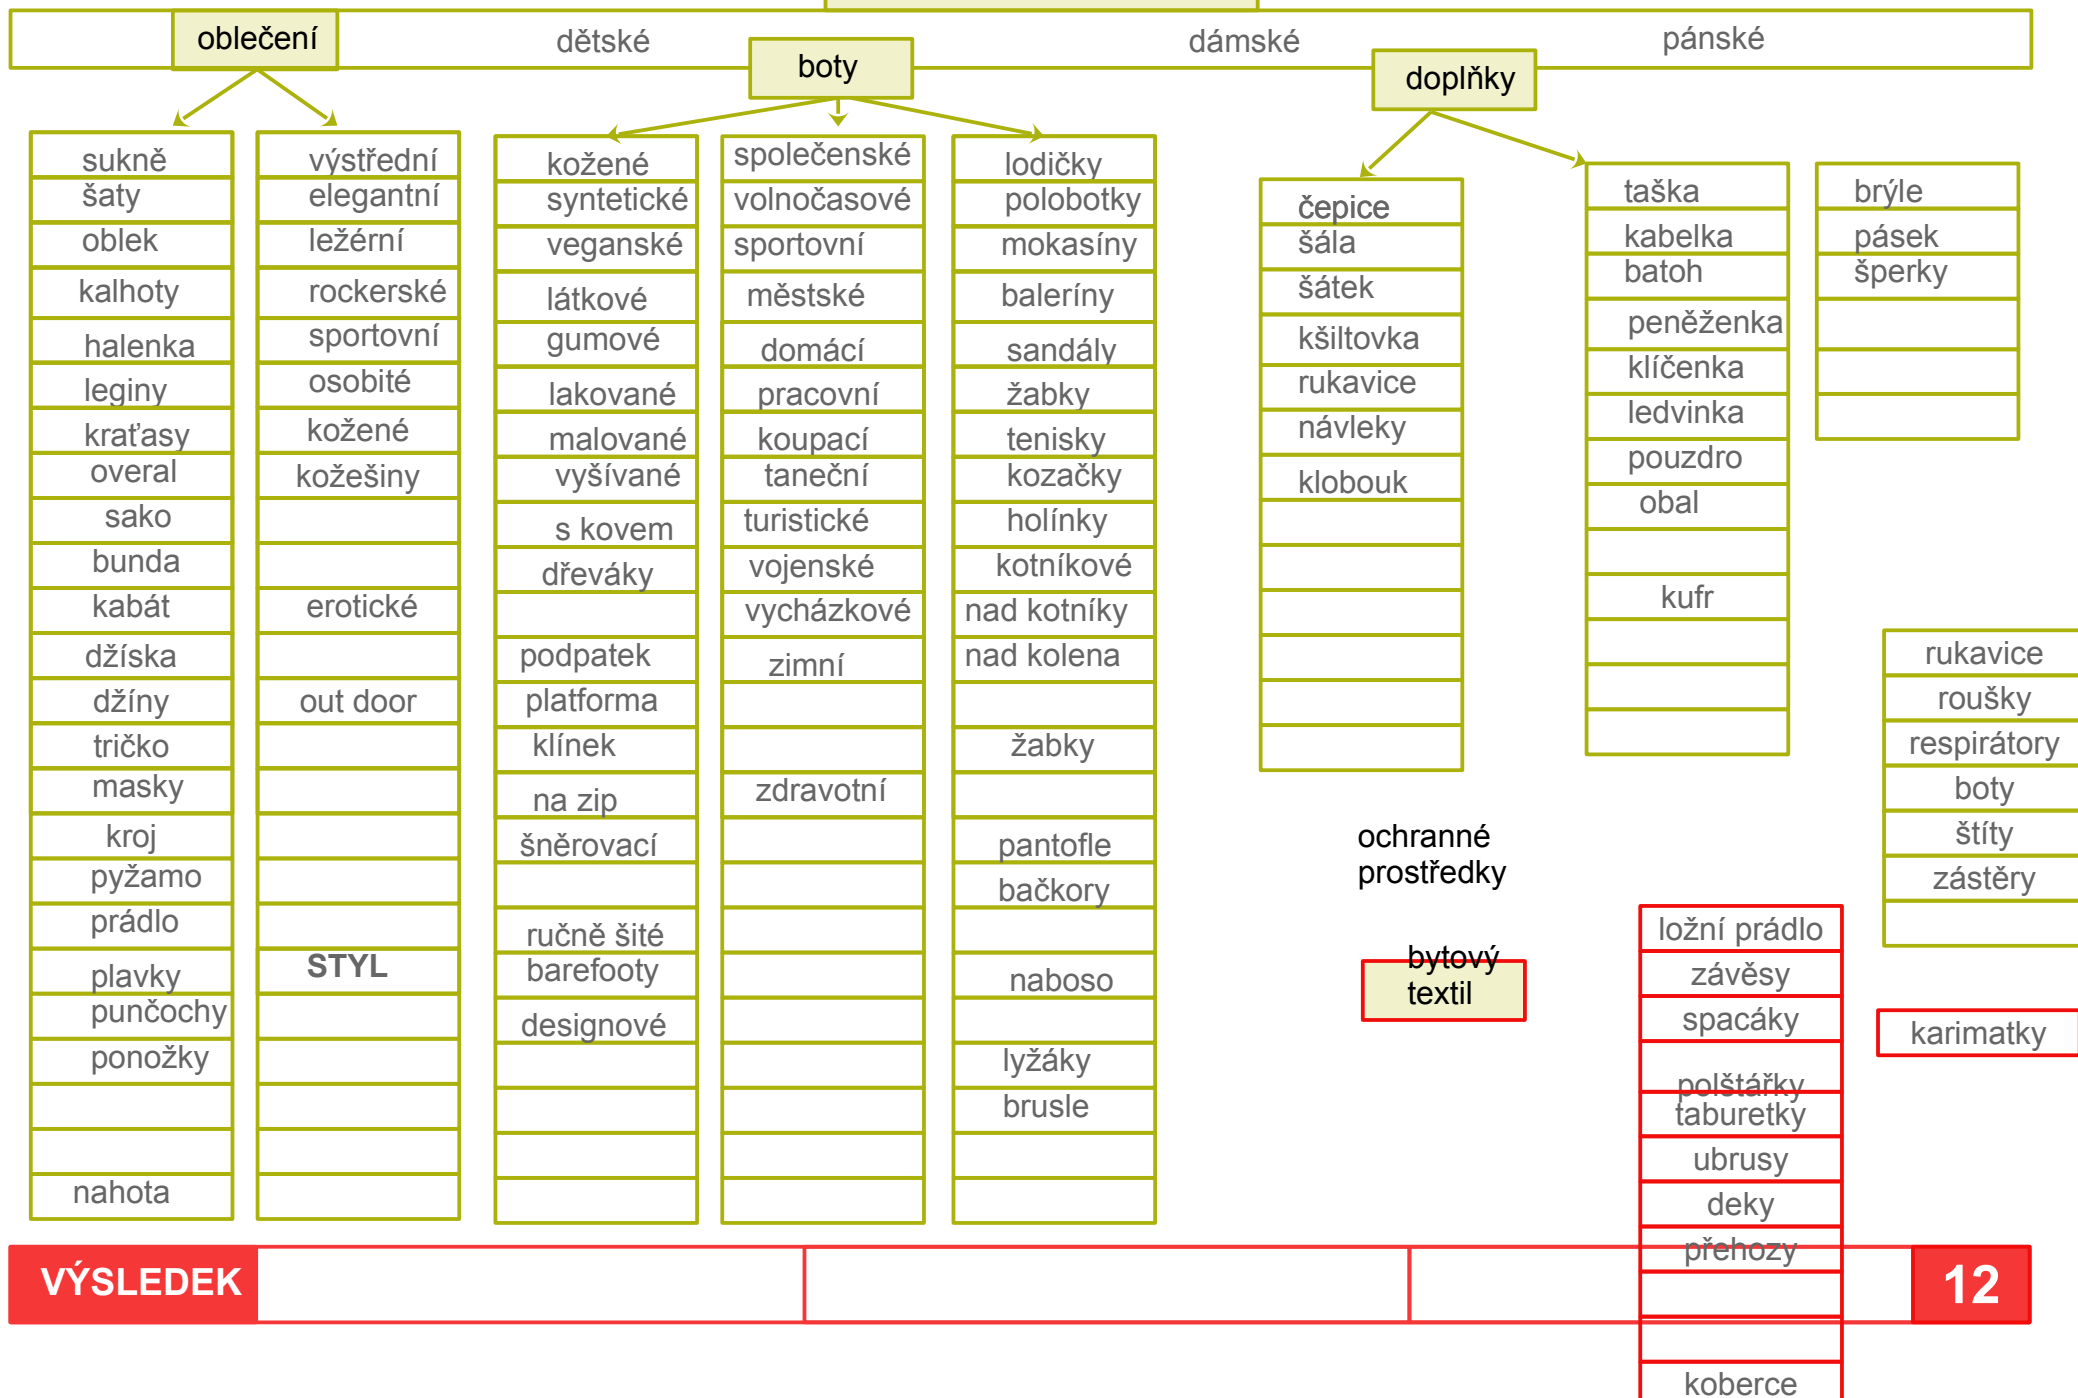 oblečení
dětské
boty
dámské
doplňky
pánské
sukně
šaty
oblek
kalhoty
halenka
leginy
kraťasy
overal
sako
bunda
kabát
džíska
džíny
tričko
masky
kroj
pyžamo
prádlo
plavky
punčochy
ponožky
nahota
výstřední
elegantní
ležérní
rockerské
sportovní
osobité
kožené
kožešiny
erotické
out door
STYL
kožené
syntetické
veganské
látkové
gumové
lakované
malované
vyšívané
s kovem
dřeváky
podpatek
platforma
klínek
na zip
šněrovací
ručně šité
barefooty
designové
společenské
volnočasové
sportovní
městské
domácí
pracovní
koupací
taneční
turistické
vojenské
vycházkové
zimní
zdravotní
lodičky
polobotky
mokasíny
baleríny
sandály
žabky
tenisky
kozačky
holínky
kotníkové
nad kotníky
nad kolena
žabky
pantofle
bačkory
naboso
lyžáky
brusle
čepice
šála
šátek
kšiltovka
rukavice
návleky
klobouk
taška
kabelka
batoh
peněženka
klíčenka
ledvinka
pouzdro
obal
kufr
brýle
pásek
šperky
ochranné
prostředky
rukavice
roušky
respirátory
boty
štíty
zástěry
bytový
textil
ložní prádlo
závěsy
spacáky
polštářky
taburetky
ubrusy
deky
přehozy
koberce
karimatky
VÝSLEDEK
12